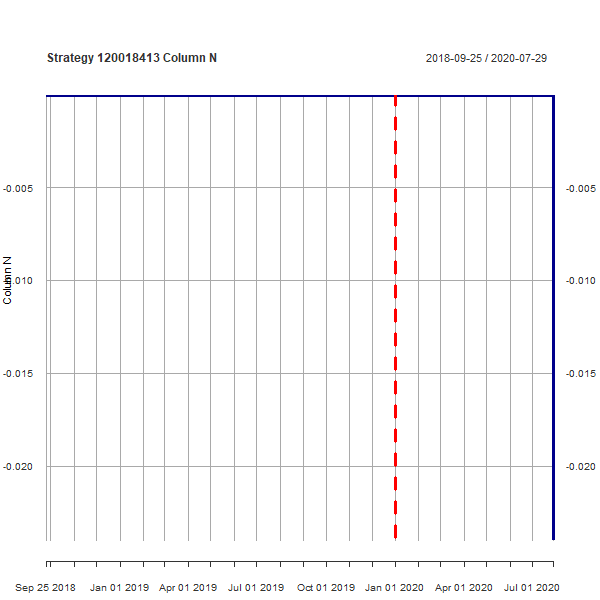 Strategy 120018413 Column N
2018-09-25 / 2020-07-29
-0.005 -0.005
Column N
-0.010 -0.010
-0.015 -0.015
-0.020 -0.020
Sep 25 2018 Jan 01 2019 Apr 01 2019 Jul 01 2019 Oct 01 2019 Jan 01 2020 Apr 01 2020 Jul 01 2020